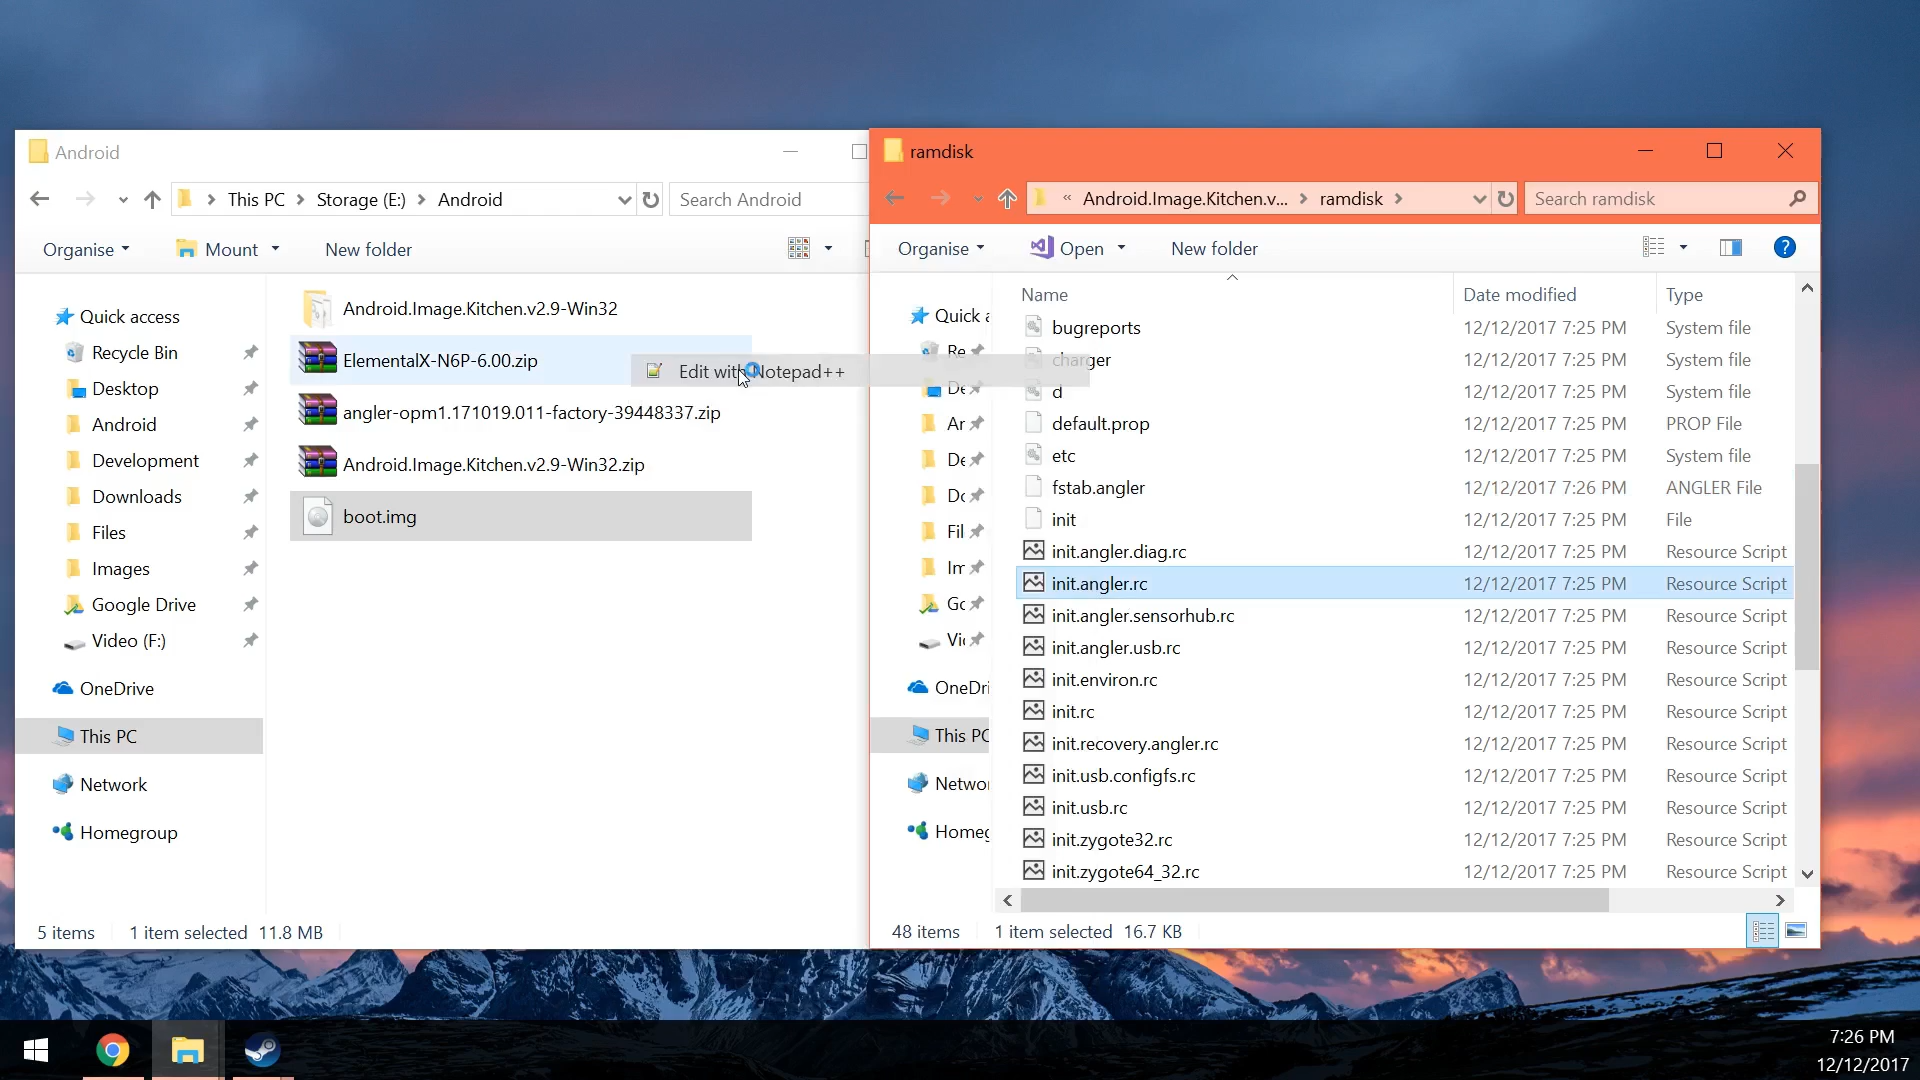 Android
This PC
Storage (E:)
Android
Search Android
Organise
Mount
New folder
Quick access
Recycle Bin
Desktop
Android
Development
Downloads
Files
Images
Google Drive
Video (F:)
OneDrive
This PC
Network
Homegroup
Android.Image.Kitchen.v2.9-Win32
ElementalX-N6P-6.00.zip
angler-opm1.171019.011-factory-39448337.zip
Android.Image.Kitchen.v2.9-Win32.zip
boot.img
5 items 1 item selected 11.8 MB
Edit with Notepad++
ramdisk
« Android.Image.Kitchen.v... ramdisk
Search ramdisk
Organise
Open
New folder
?
Quick a
Re
De
Ar
De
Do
Fil
Im
Go
Vi
OneDri
This PC
Networ
Homeg
Name Date modified Type
bugreports 12/12/2017 7:25 PM System file
charger 12/12/2017 7:25 PM System file
d 12/12/2017 7:25 PM System file
default.prop 12/12/2017 7:25 PM PROP File
etc 12/12/2017 7:25 PM System file
fstab.angler 12/12/2017 7:26 PM ANGLER File
init 12/12/2017 7:25 PM File
init.angler.diag.rc 12/12/2017 7:25 PM Resource Script
init.angler.rc 12/12/2017 7:25 PM Resource Script
init.angler.sensorhub.rc 12/12/2017 7:25 PM Resource Script
init.angler.usb.rc 12/12/2017 7:25 PM Resource Script
init.environ.rc 12/12/2017 7:25 PM Resource Script
init.rc 12/12/2017 7:25 PM Resource Script
init.recovery.angler.rc 12/12/2017 7:25 PM Resource Script
init.usb.configfs.rc 12/12/2017 7:25 PM Resource Script
init.usb.rc 12/12/2017 7:25 PM Resource Script
init.zygote32.rc 12/12/2017 7:25 PM Resource Script
init.zygote64_32.rc 12/12/2017 7:25 PM Resource Script
48 items 1 item selected 16.7 KB
7:26 PM
12/12/2017